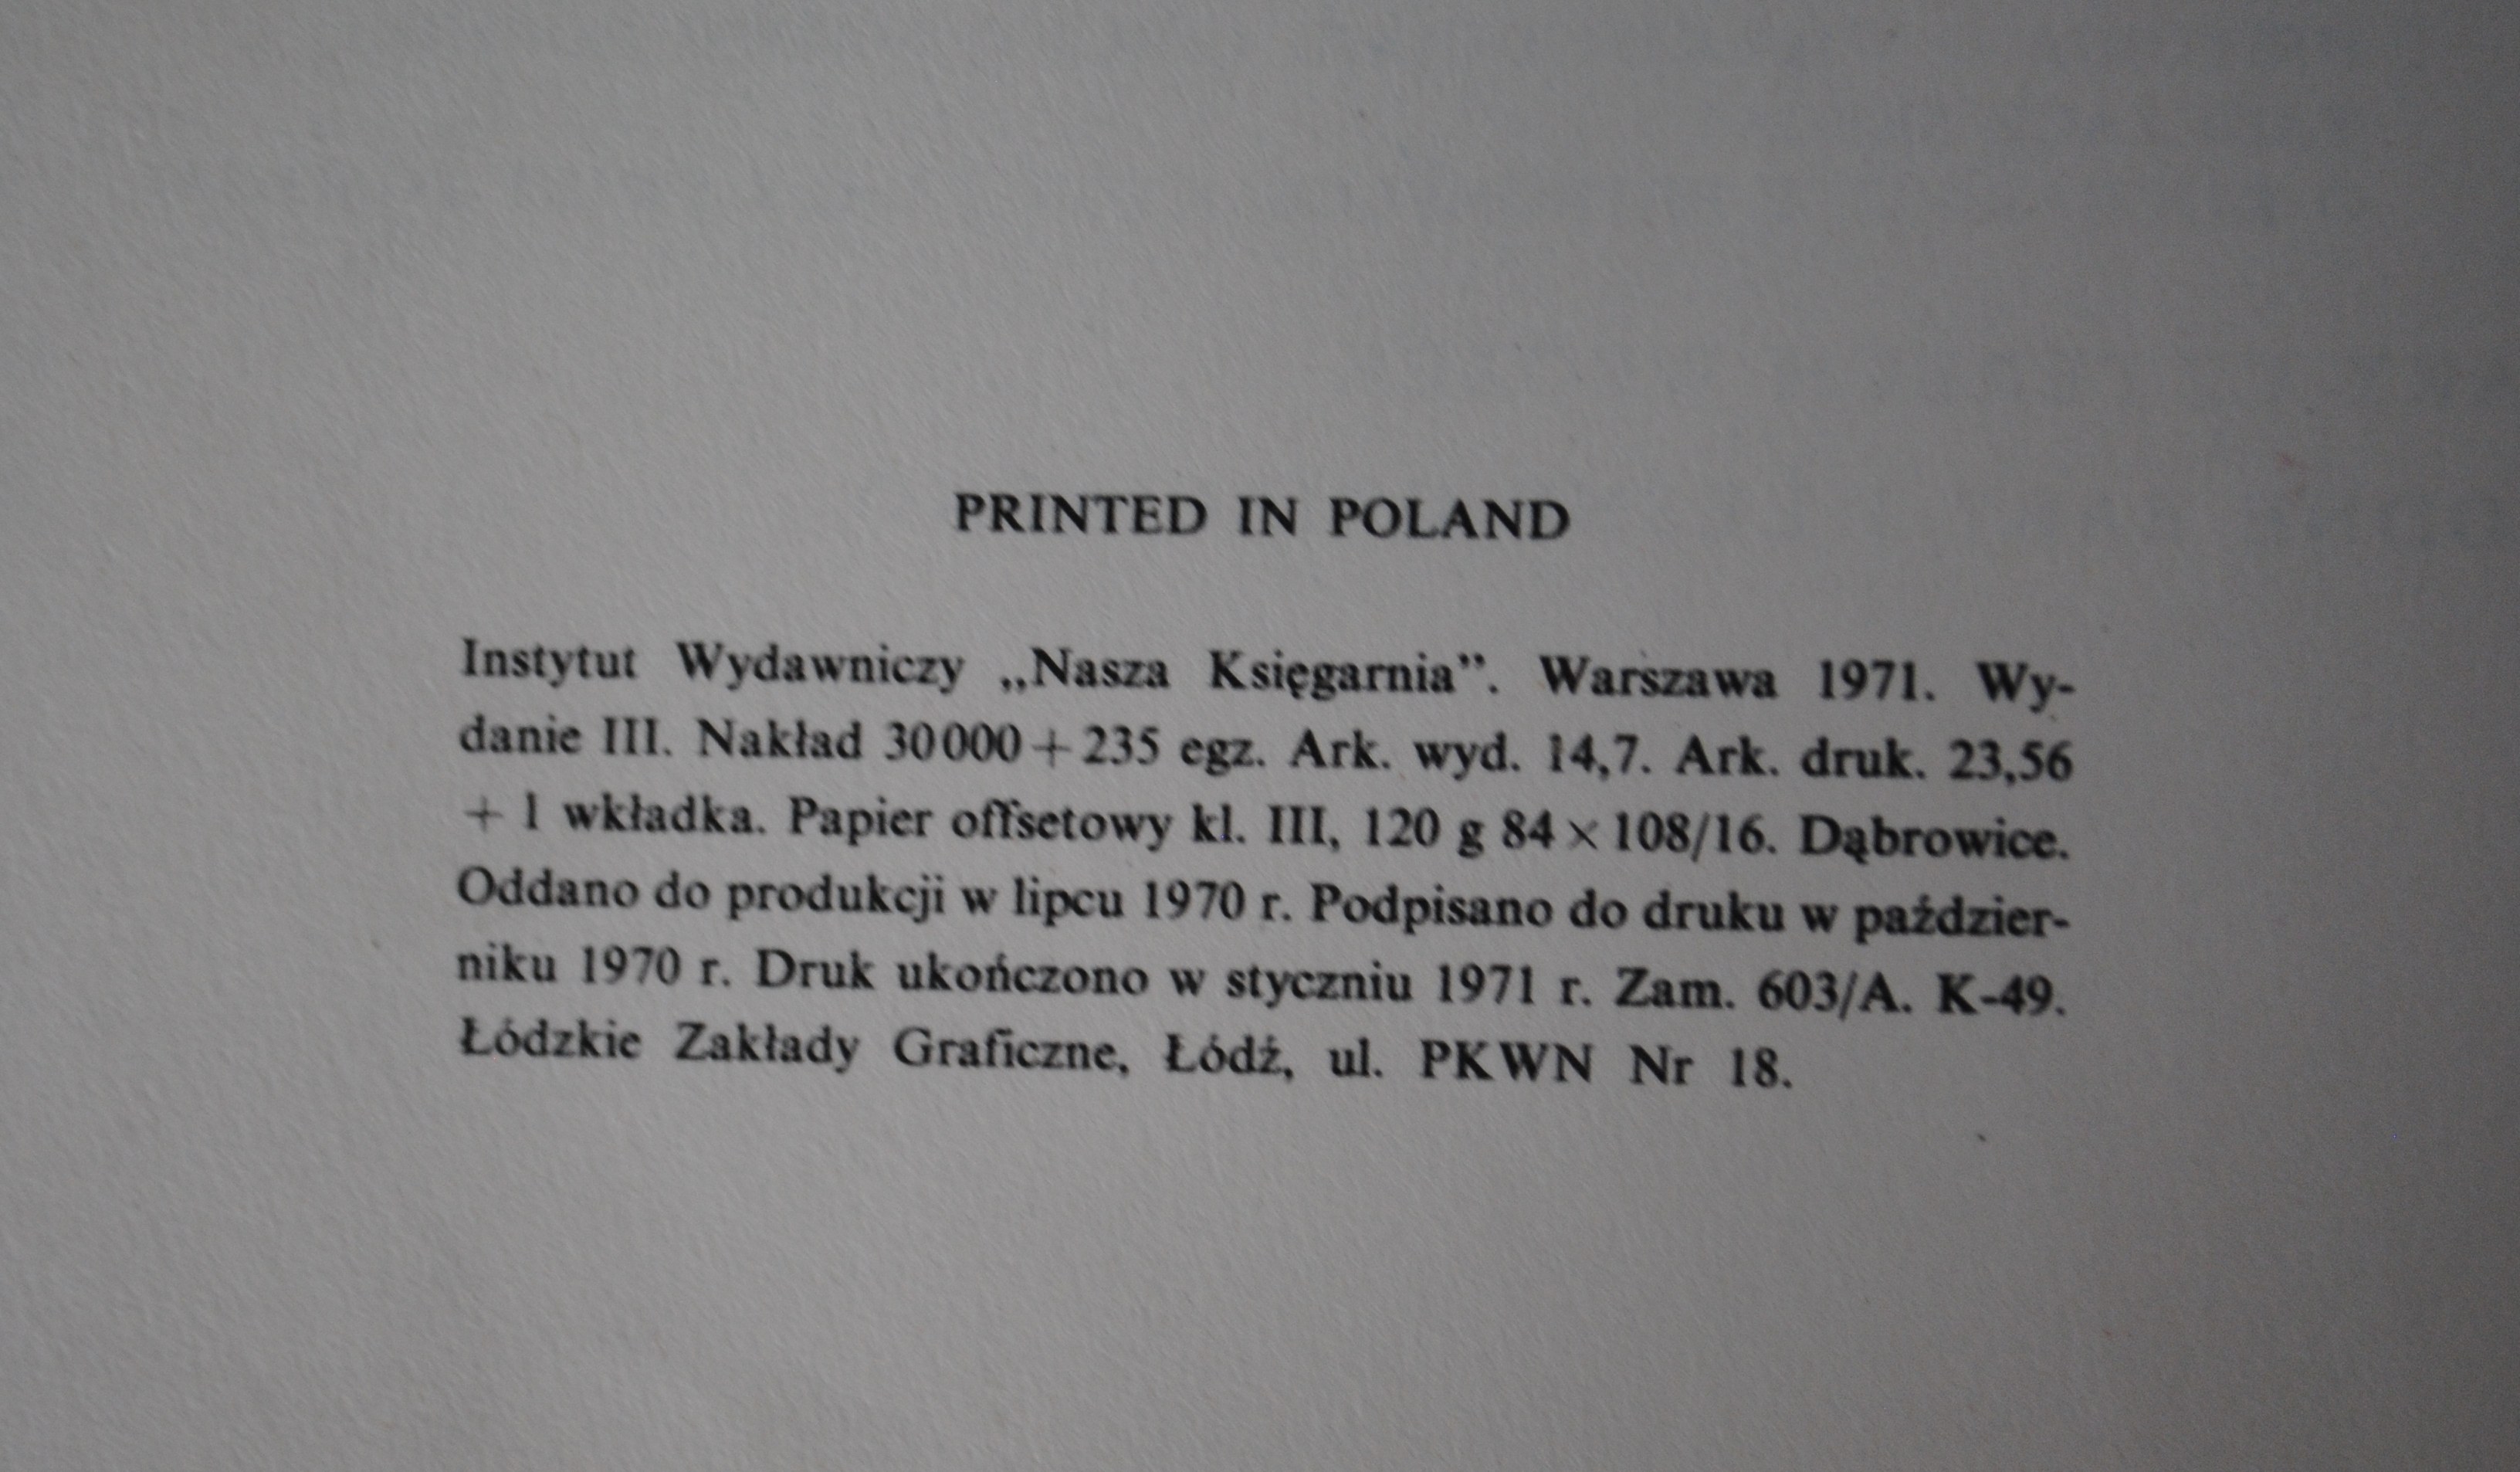 PRINTED IN POLAND
Instytut Wydawniczy „Nasza Księgarnia”. Warszawa 1971. Wy-
danie III. Nakład 30 000 + 235 egz. Ark. wyd. 14,7. Ark. druk. 23,56
+ 1 wkładka. Papier offsetowy kl. III, 120 g 84 × 108/16. Dąbrowice.
Oddano do produkcji w lipcu 1970 r. Podpisano do druku w paździer-
niku 1970 r. Druk ukończono w styczniu 1971 r. Zam. 603/A. K-49.
Łódzkie Zakłady Graficzne, Łódź, ul. PKWN Nr 18.